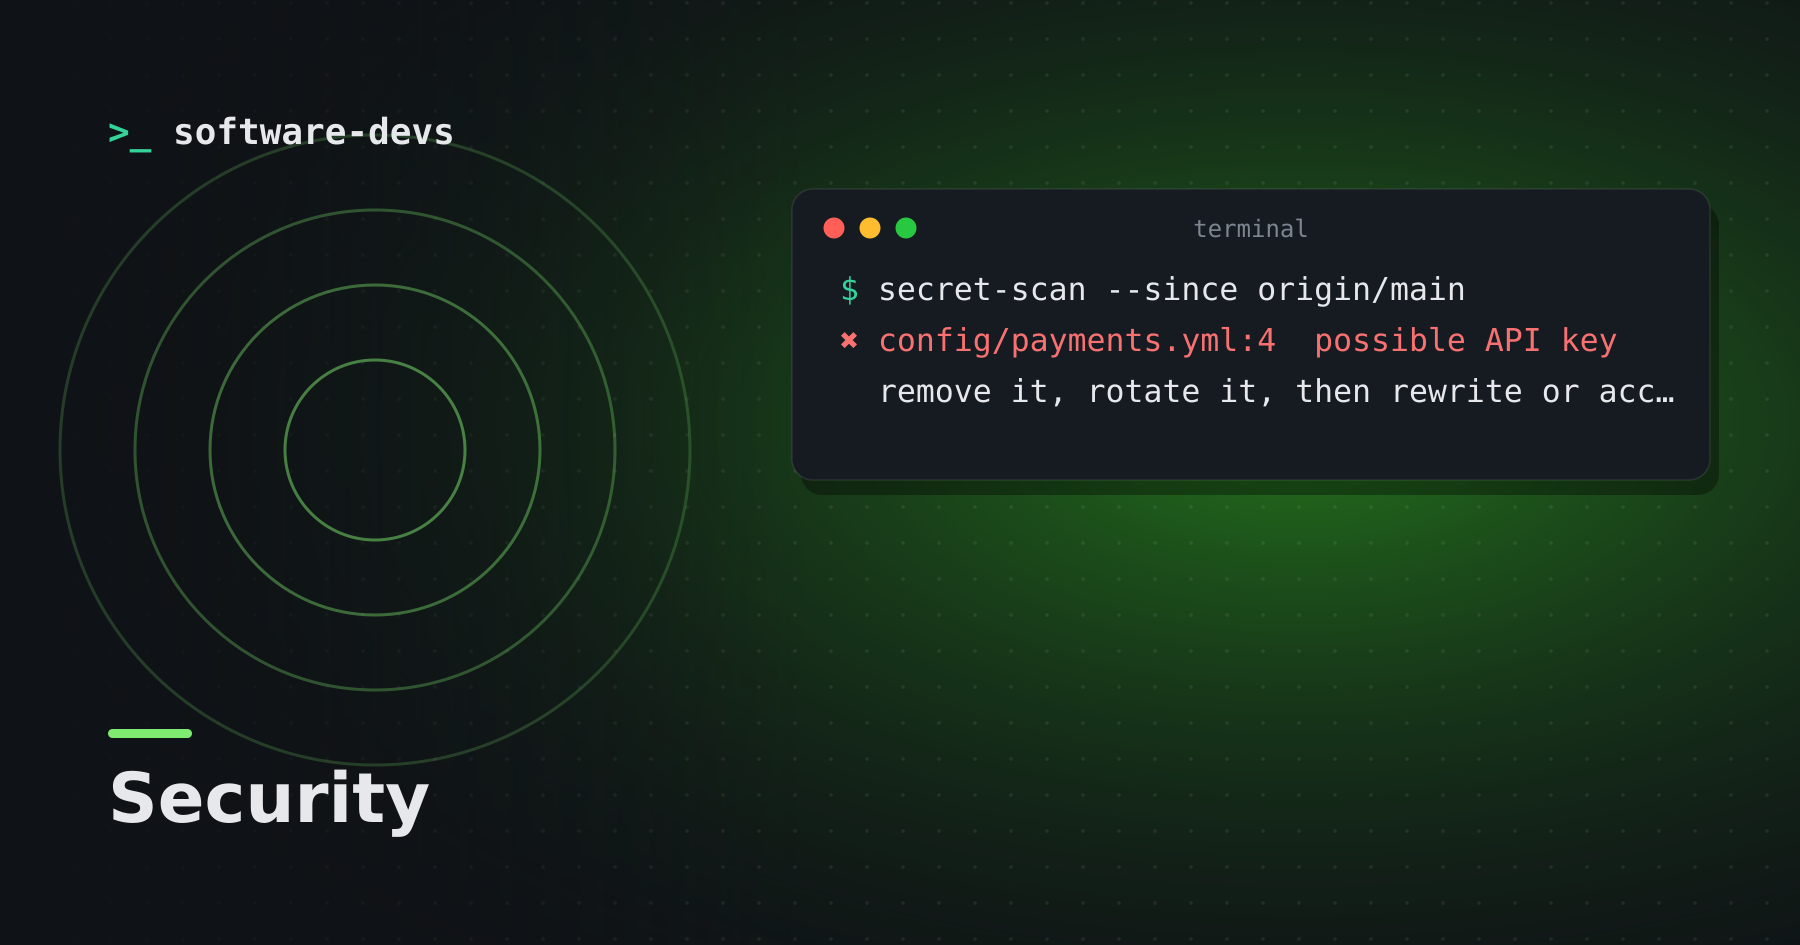 >_ software-devs
terminal
$ secret-scan --since origin/main
✖ config/payments.yml:4  possible API key
remove it, rotate it, then rewrite or acc…
Security